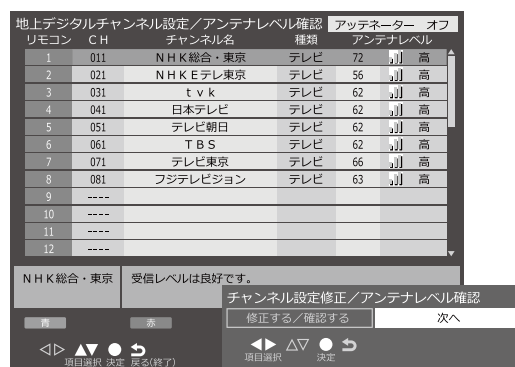 地上デジタルチャンネル設定／アンテナレベル確認 アッテネーター オフ
リモコン ＣＨ チャンネル名 種類 アンテナレベル
1 011 ＮＨＫ総合・東京 テレビ 72 高
2 021 ＮＨＫＥテレ東京 テレビ 56 高
3 031 ｔｖｋ テレビ 62 高
4 041 日本テレビ テレビ 62 高
5 051 テレビ朝日 テレビ 62 高
6 061 ＴＢＳ テレビ 62 高
7 071 テレビ東京 テレビ 66 高
8 081 フジテレビジョン テレビ 63 高
9 ----
10 ----
11 ----
12 ----
ＮＨＫ総合・東京 受信レベルは良好です。
チャンネル設定修正／アンテナレベル確認
青 赤 修正する／確認する 次へ
項目選択 決定 戻る(終了) 項目選択 決定